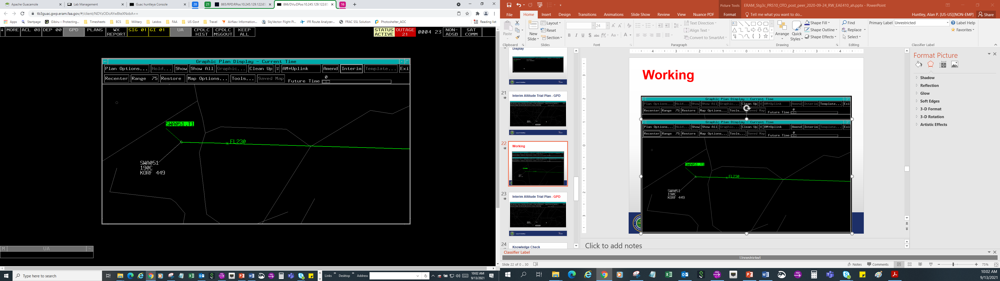 Apache Guacamole
Lab Management
Guac huntleya Console
20
21
865/RPD:RPos:10.245.129.122:85
866/DVu:DPos:10.245.129.122:85
16
tb3guac.gwp.eram.faa.gov/#/client/NDYzODcAYwBteXNxbA==
Apps
Startpage
Gibiru – Protecting...
Timesheets
ECS
Military
Leidos
FAA
US Govt
Travel
AirNav: Information...
SkyVector: Flight Pl...
IFR Route Analyzer...
FRAC SSL Solution
Photoshelter_AOC
Reading list
MORE
ACL 08
DEP 00
GPD
PLANS
WX REPORT
SIG 01
GI 01
UA
CPDLC HIST
CPDLC MSGOUT
KEEP ALL
STATUS ACTIVE
OUTAGE 21
0004 23
NON-ADSB
SAT COMM
Graphic Plan Display - Current Time
Plan Options... Hold... Show Show All Graphic... Clean Up AM+Uplink Amend Interim Template... Exi
Recenter Range 75 Restore Map Options... Tools... Saved Map Future Time 0
SWA051.T1
FL230
SWA051
190C
KORF 449
M UA
Type here to search
Links
Desktop
Address
10:02 AM
9/13/2021
Picture Tools
ERAM_Stg3c_PRS10_OTO_post_peer_2020-09-24_RW_EAE410_ah.pptx - PowerPoint
File Home Insert Design Transitions Animations Slide Show Review View Nuance PDF Format Tell me what you want to do...
Huntley, Alan P. [US-US](NON-EMP)
Share
Paste
Clipboard
New Slide
Layout
Reset
Section
Slides
24
Font
Text Direction
Align Text
Convert to SmartArt
Paragraph
Arrange
Quick Styles
Shape Fill
Shape Outline
Shape Effects
Drawing
Find
Replace
Select
Editing
Primary Label
Unrestricted
Label Help
Favorites
Classifier Label
Display
21
Interim Altitude Trial Plan - GPD
22
Working
23
Interim Altitude Trial Plan - GPD
24
Knowledge Check
Working
Graphic Plan Display - Current Time
Plan Options... Hold... Show Show All Graphic... Clean Up AM+Uplink Amend Interim Template... Exi
Recenter Range 75 Restore Map Options... Tools... Saved Map Future Time 0
Graphic Plan Display - Current Time
Plan Options... Hold... Show Show All Graphic... Clean Up AM+Uplink Amend Interim Template... Exi
Recenter Range 75 Restore Map Options... Tools... Saved Map Future Time 0
SWA051.T1
FL230
SWA051
190C
KORF 449
Format Picture
Shadow
Reflection
Glow
Soft Edges
3-D Format
3-D Rotation
Artistic Effects
Click to add notes
Classifier Label
Unrestricted
Slide 22 of 0 .. 30
Notes
Comments
75%
10:02 AM
9/13/2021